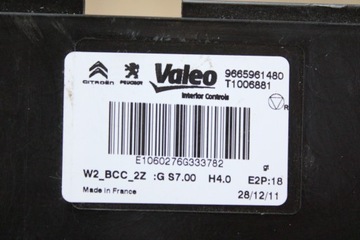 CITROËN PEUGEOT Valeo 9665961480
Interior Controls T1006881
R
E1060276G333782
gt
W2_BCC_2Z :G S7.00 H4.0 E2P:18
Made in France 28/12/11